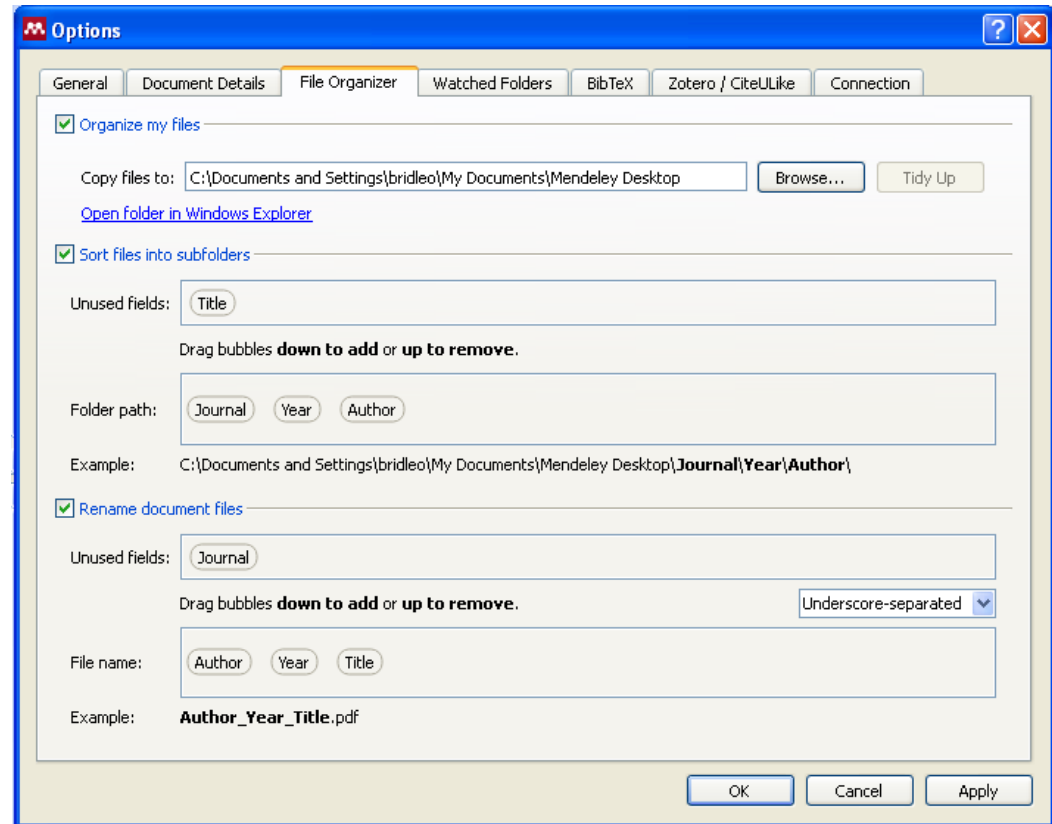 Options
General Document Details File Organizer Watched Folders BibTeX Zotero / CiteULike Connection
Organize my files
Copy files to: C:\Documents and Settings\bridleo\My Documents\Mendeley Desktop Browse... Tidy Up
Open folder in Windows Explorer
Sort files into subfolders
Unused fields: Title
Drag bubbles down to add or up to remove.
Folder path: Journal Year Author
Example: C:\Documents and Settings\bridleo\My Documents\Mendeley Desktop\Journal\Year\Author\
Rename document files
Unused fields: Journal
Drag bubbles down to add or up to remove. Underscore-separated
File name: Author Year Title
Example: Author_Year_Title.pdf
OK Cancel Apply